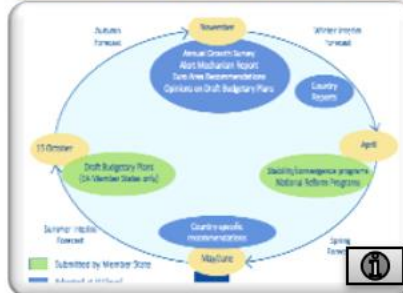 November
Autumn
Forecast
Winter Interim
Forecast
Annual Growth Survey
Alert Mechanism Report
Euro Area Recommendations
Opinions on Draft Budgetary Plans
Country
Reports
15 October
April
Draft Budgetary Plans
(EA Member States only)
Stability/convergence programs
National Reform Programs
Summer Interim
Forecast
Country specific
recommendations
Spring
May/June
Submitted by Member State